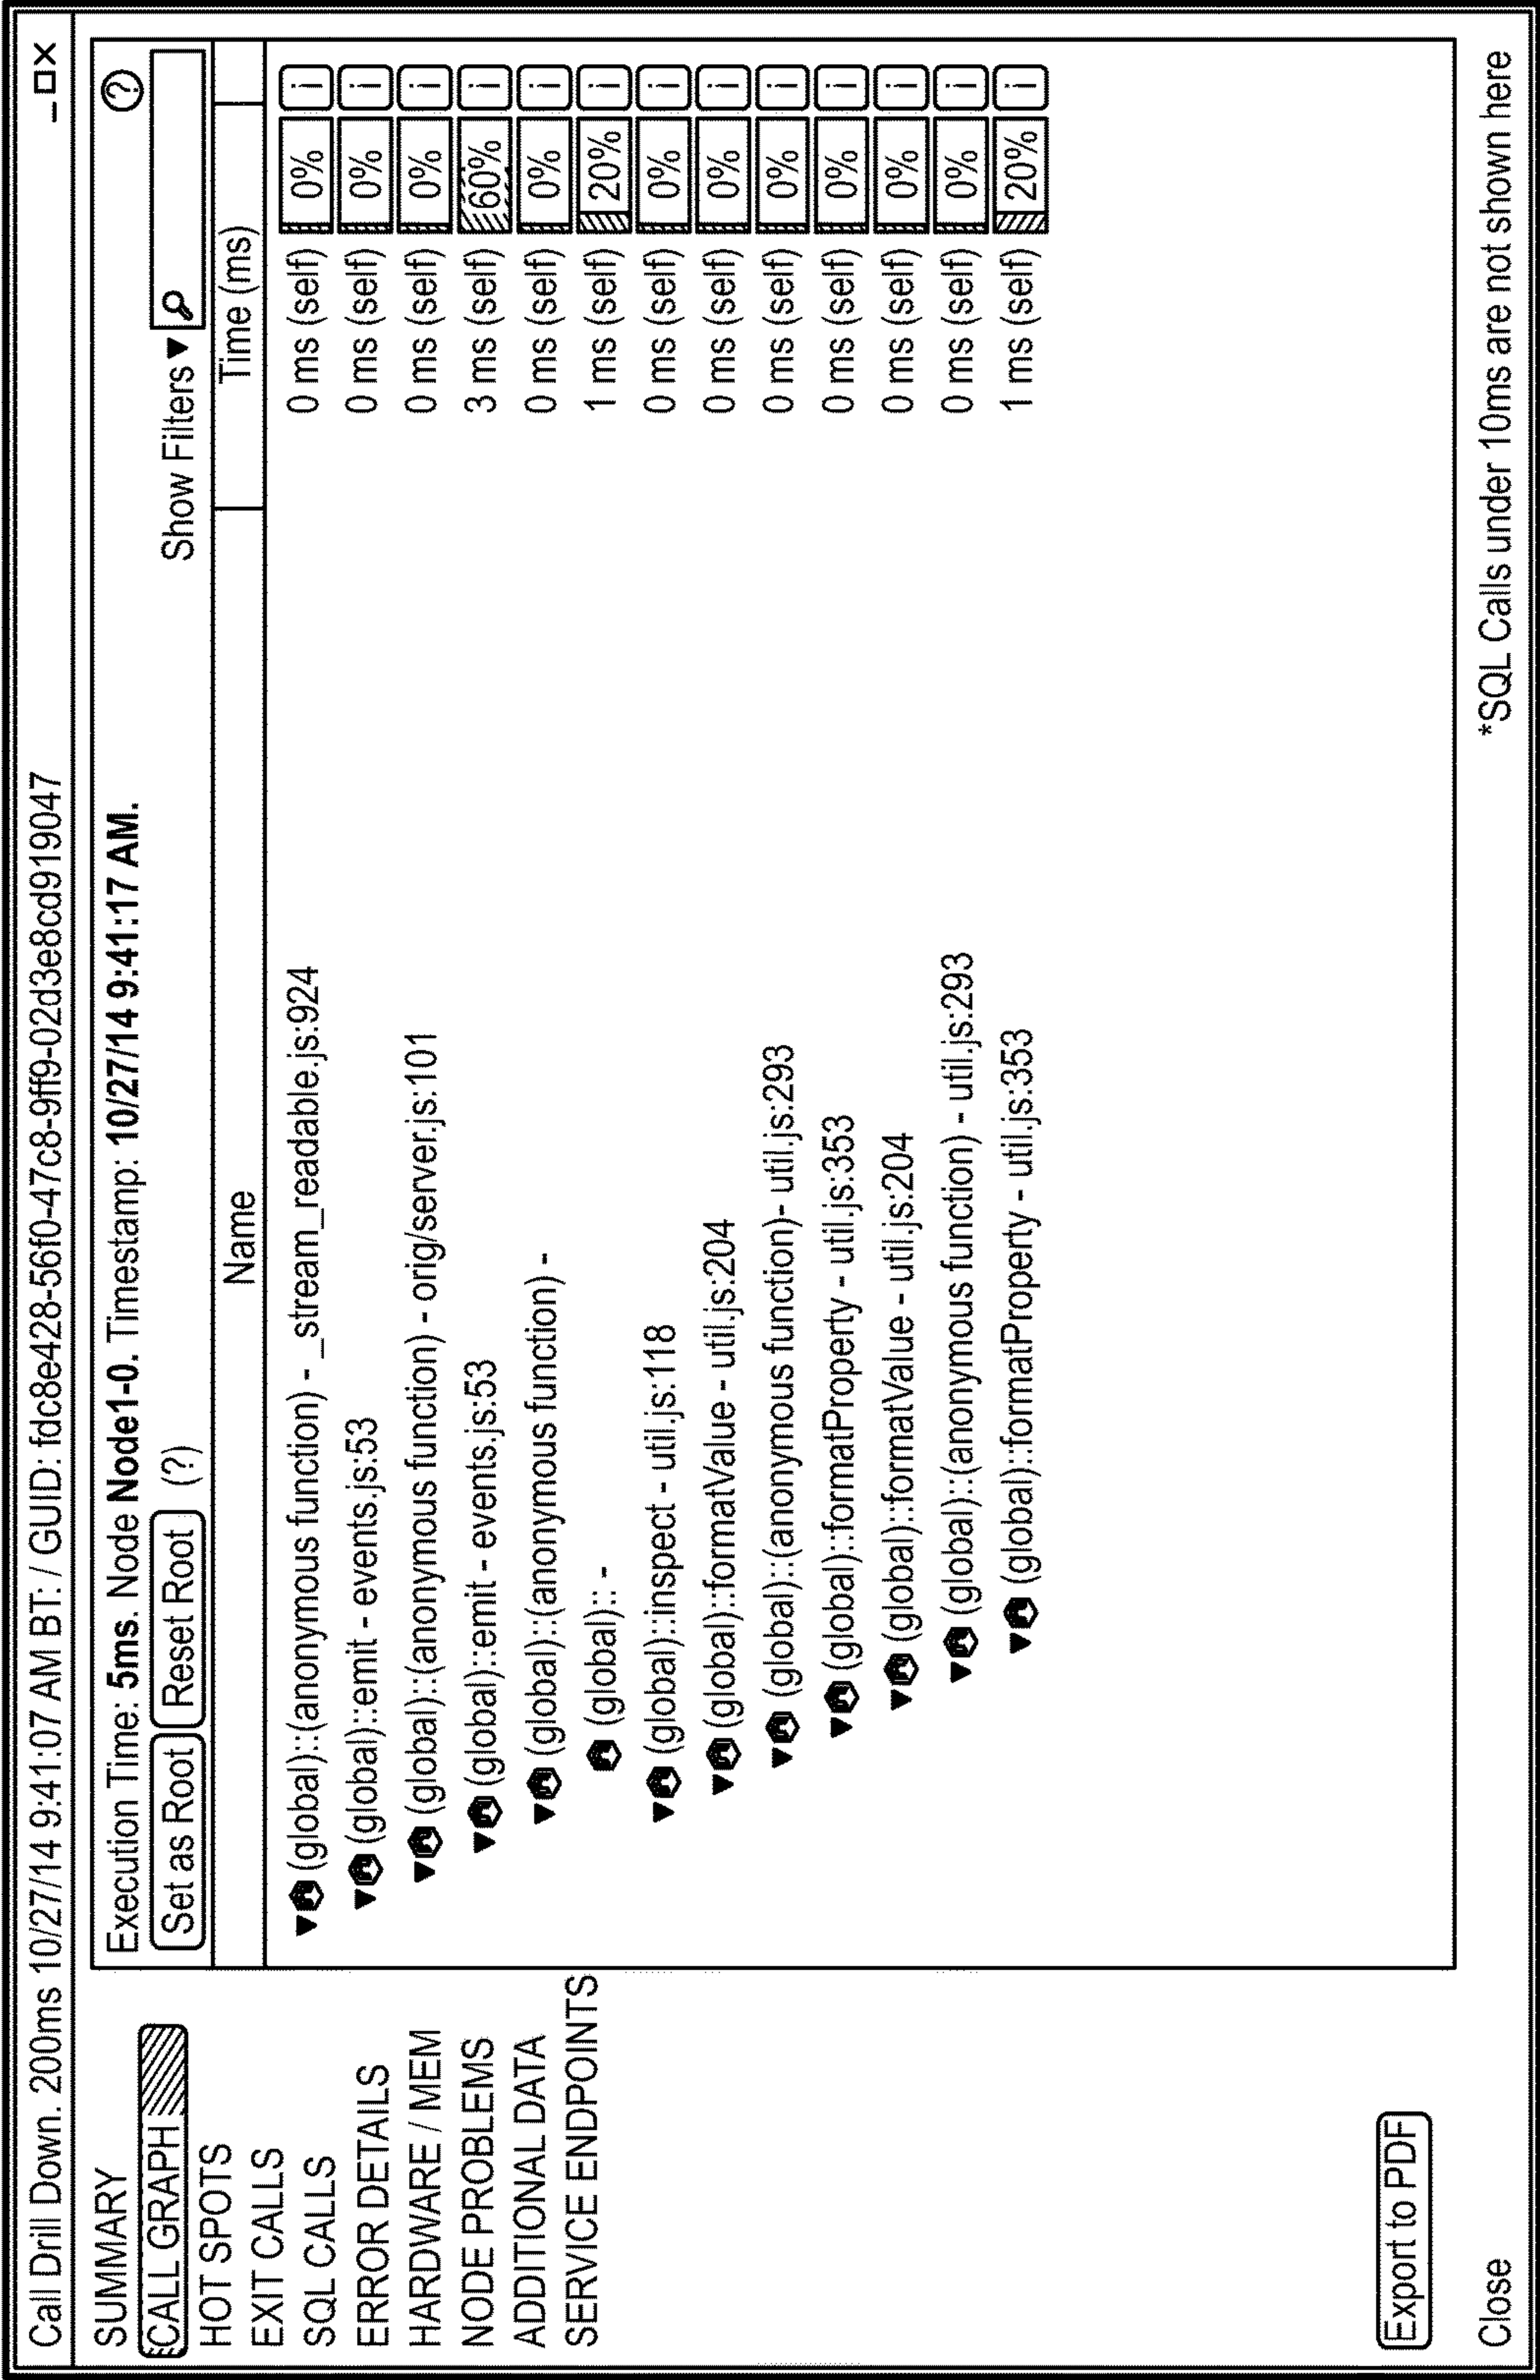 Call Drill Down. 200ms 10/27/14 9:41:07 AM BT: / GUID: fdc8e428-56f0-47c8-9ff9-02d3e8cd919047
SUMMARY
CALL GRAPH
HOT SPOTS
EXIT CALLS
SQL CALLS
ERROR DETAILS
HARDWARE / MEM
NODE PROBLEMS
ADDITIONAL DATA
SERVICE ENDPOINTS
Export to PDF
Close
Execution Time: 5ms. Node Node1-0. Timestamp: 10/27/14 9:41:17 AM. ?
Set as Root Reset Root (?) Show Filters
Name Time (ms)
(global)::(anonymous function) - _stream_readable.js:924 0 ms (self) 0% i
(global)::emit - events.js:53 0 ms (self) 0% i
(global)::(anonymous function) - orig/server.js:101 0 ms (self) 0% i
(global)::emit - events.js:53 3 ms (self) 60% i
(global)::(anonymous function) - 0 ms (self) 0% i
(global):: - 1 ms (self) 20% i
(global)::inspect - util.js:118 0 ms (self) 0% i
(global)::formatValue - util.js:204 0 ms (self) 0% i
(global)::(anonymous function)- util.js:293 0 ms (self) 0% i
(global)::formatProperty - util.js:353 0 ms (self) 0% i
(global)::formatValue - util.js:204 0 ms (self) 0% i
(global)::(anonymous function) - util.js:293 0 ms (self) 0% i
(global)::formatProperty - util.js:353 1 ms (self) 20% i
*SQL Calls under 10ms are not shown here